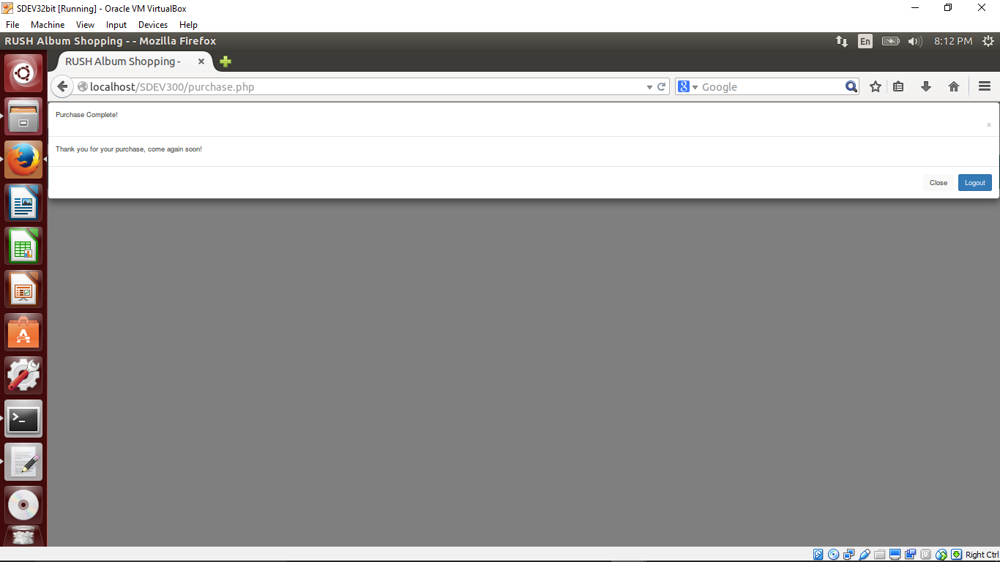 SDEV32bit [Running] - Oracle VM VirtualBox
File Machine View Input Devices Help
RUSH Album Shopping - - Mozilla Firefox
En
8:12 PM
RUSH Album Shopping -
localhost/SDEV300/purchase.php
Google
Purchase Complete!
×
Thank you for your purchase, come again soon!
Close
Logout
Right Ctrl